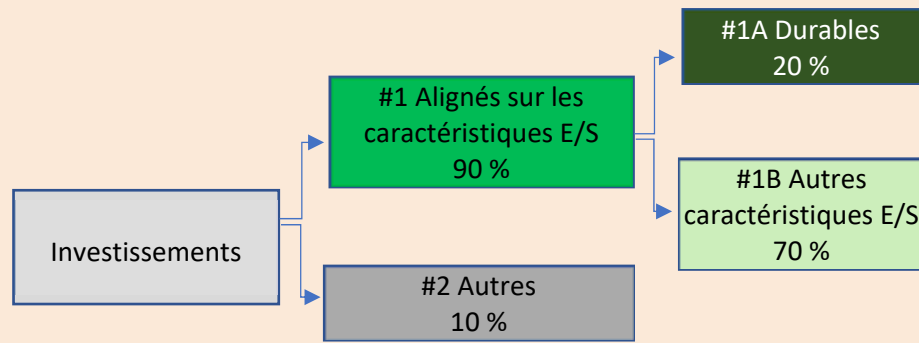 #1A Durables
20 %
#1 Alignés sur les
caractéristiques E/S
90 %
#1B Autres
caractéristiques E/S
70 %
Investissements
#2 Autres
10 %